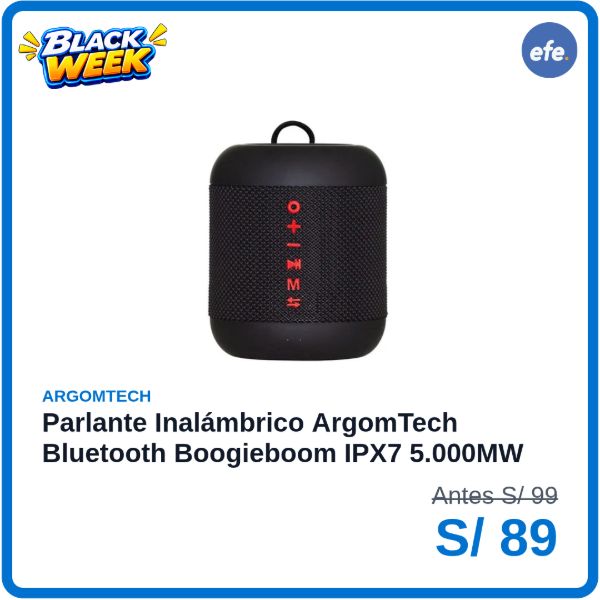 BLACK
WEEK
efe.
M
ARGOMTECH
Parlante Inalámbrico ArgomTech
Bluetooth Boogieboom IPX7 5.000MW
Antes S/ 99
S/ 89